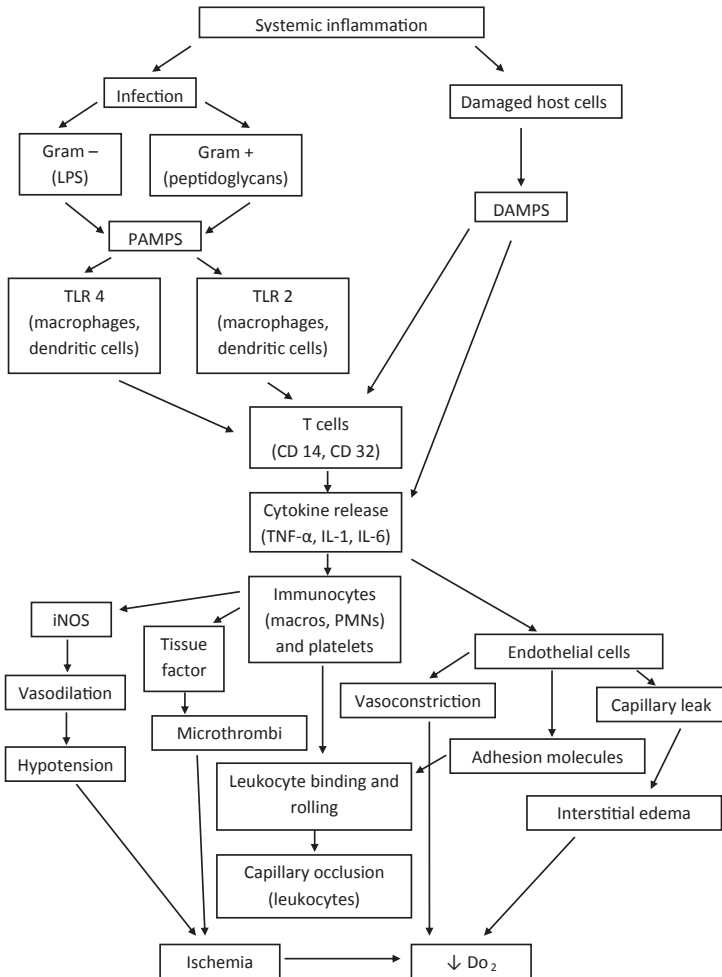 Systemic inflammation
Infection
Damaged host cells
Gram –
(LPS)
Gram +
(peptidoglycans)
DAMPS
PAMPS
TLR 4
(macrophages,
dendritic cells)
TLR 2
(macrophages,
dendritic cells)
T cells
(CD 14, CD 32)
Cytokine release
(TNF-α, IL-1, IL-6)
Immunocytes
(macros, PMNs)
and platelets
iNOS
Tissue
factor
Endothelial cells
Vasodilation
Vasoconstriction
Capillary leak
Microthrombi
Hypotension
Adhesion molecules
Leukocyte binding and
rolling
Interstitial edema
Capillary occlusion
(leukocytes)
Ischemia
↓ Do₂